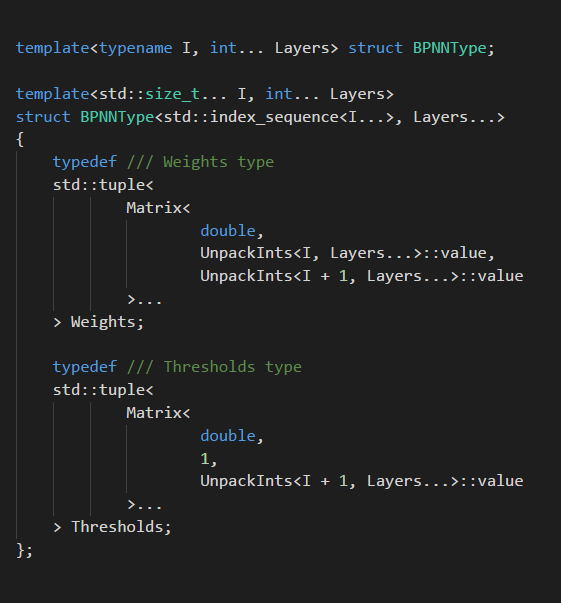 template<typename I, int... Layers> struct BPNNType;
template<std::size_t... I, int... Layers>
struct BPNNType<std::index_sequence<I...>, Layers...>
{
    typedef /// Weights type
    std::tuple<
            Matrix<
                    double,
                    UnpackInts<I, Layers...>::value,
                    UnpackInts<I + 1, Layers...>::value
            >...
    > Weights;
    typedef /// Thresholds type
    std::tuple<
            Matrix<
                    double,
                    1,
                    UnpackInts<I + 1, Layers...>::value
            >...
    > Thresholds;
};